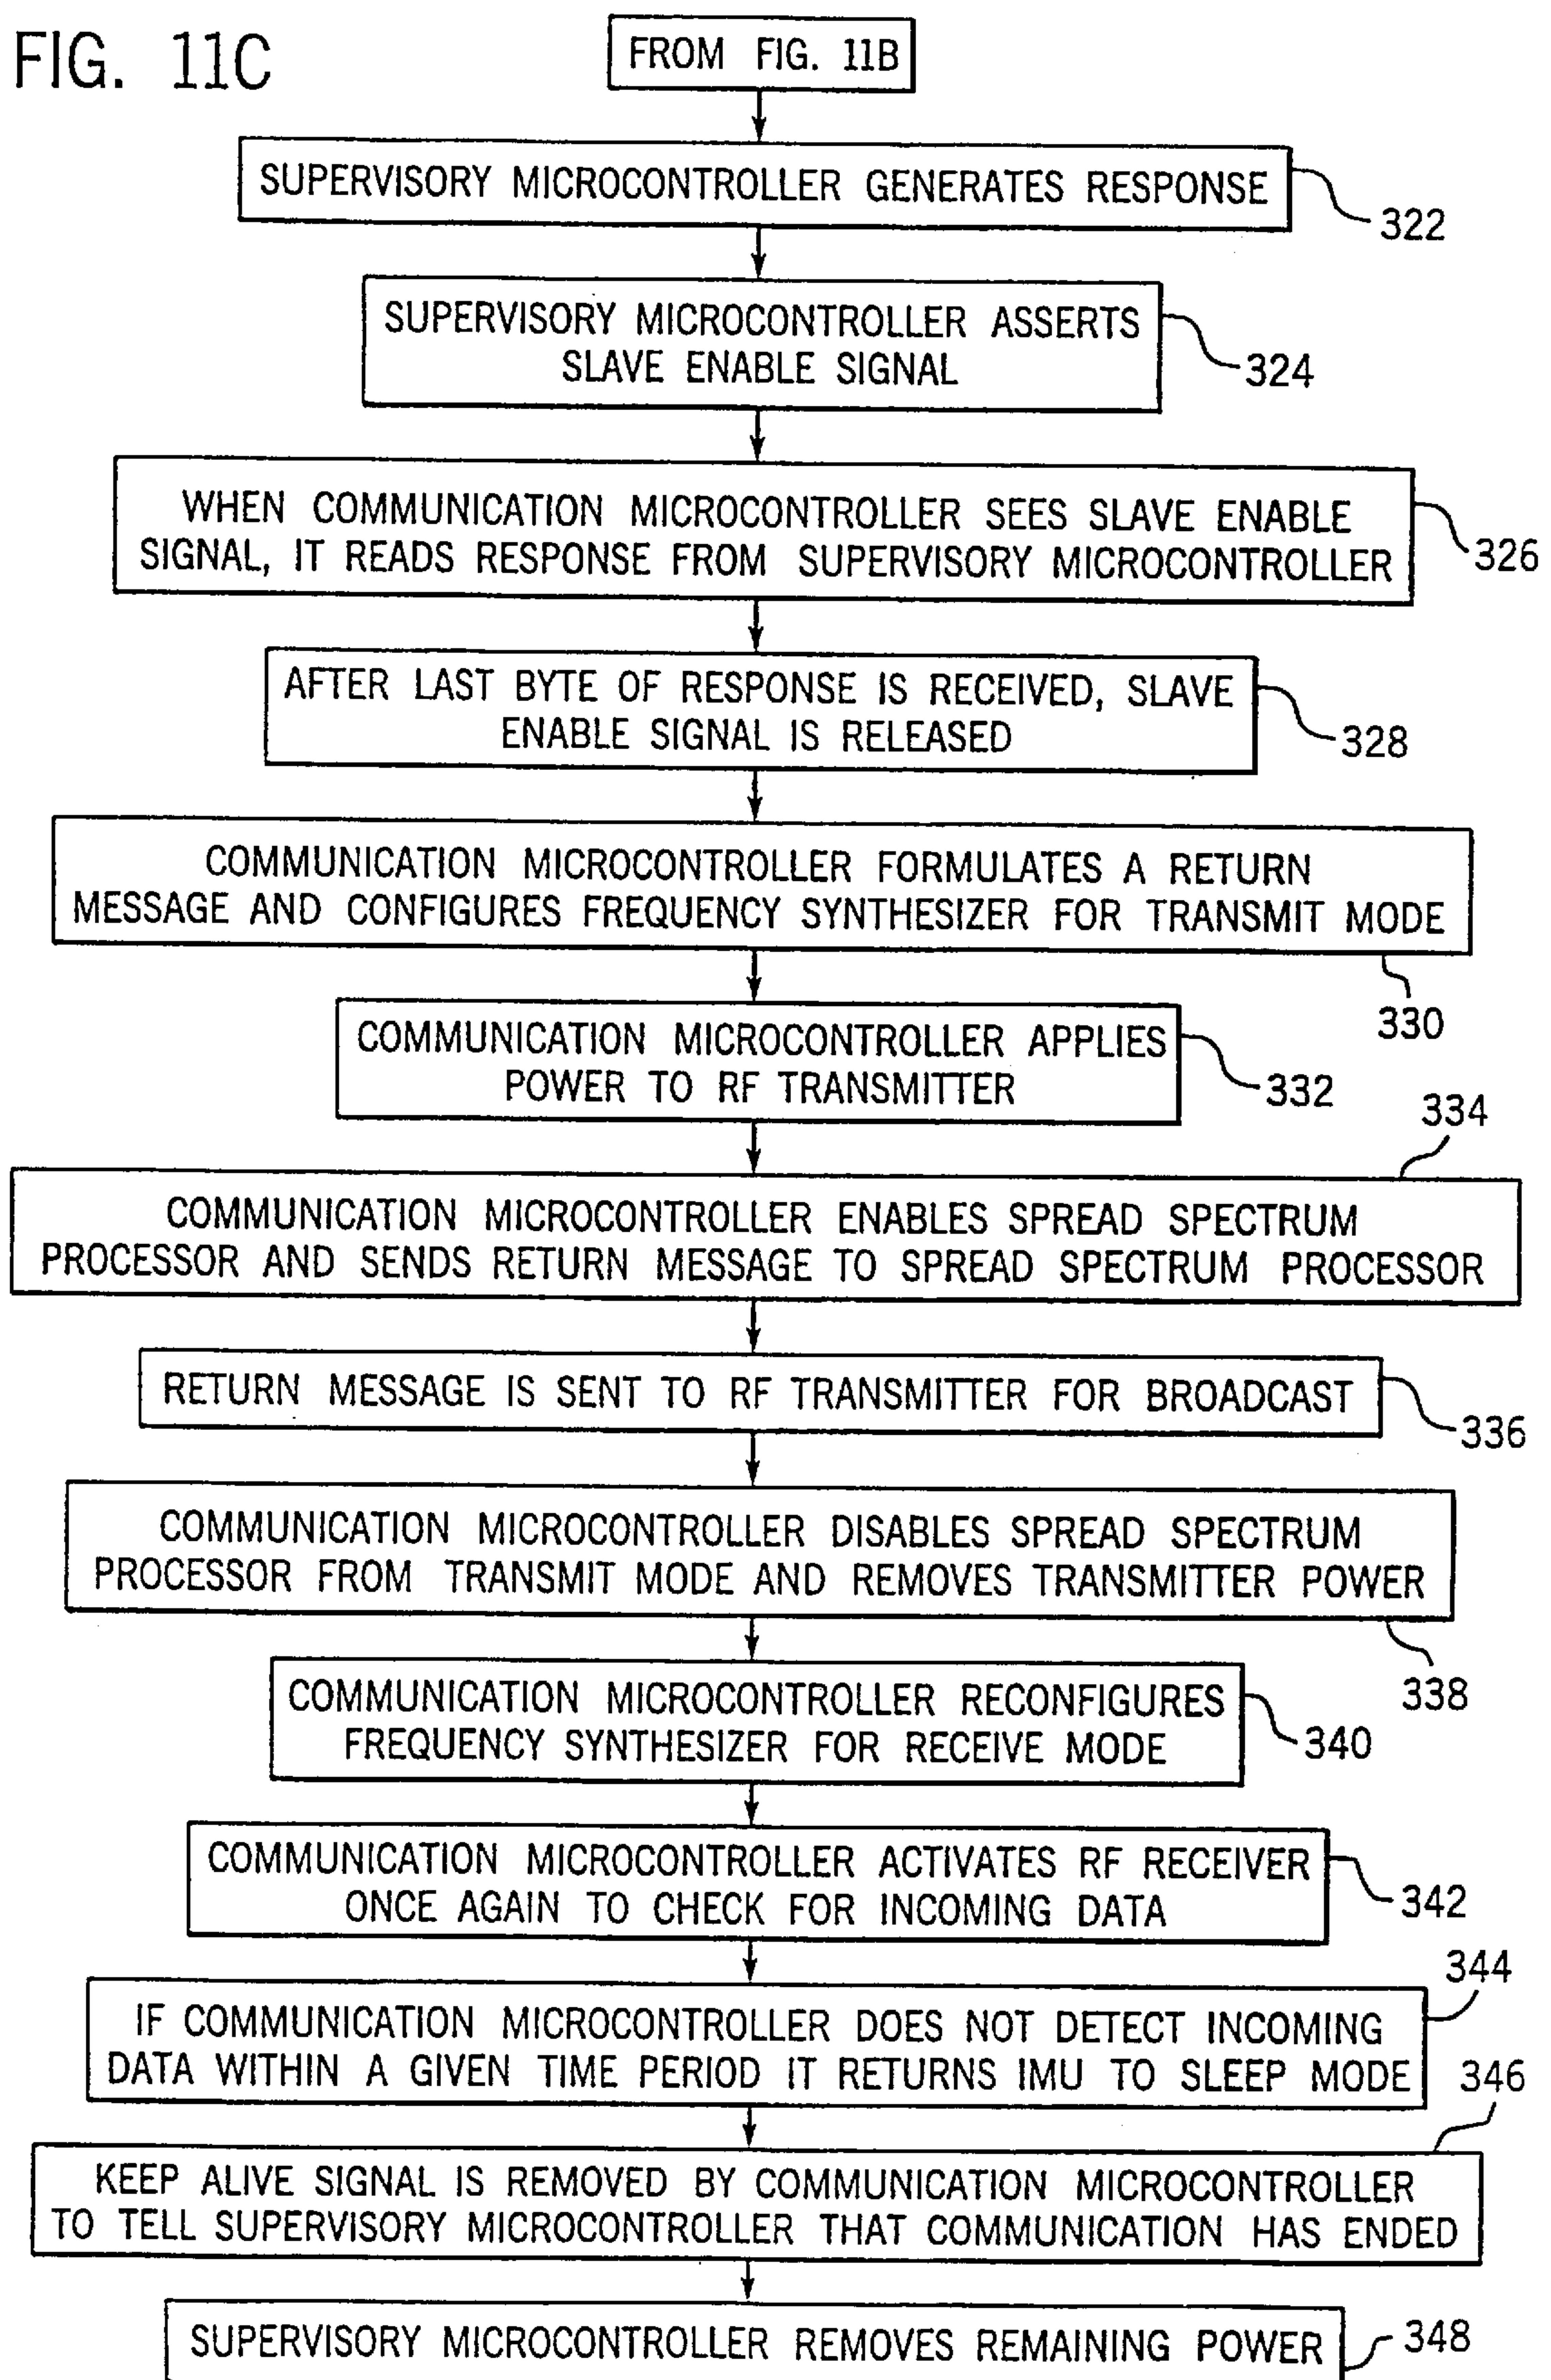 FIG. 11C
FROM FIG. 11B
SUPERVISORY MICROCONTROLLER GENERATES RESPONSE
322
SUPERVISORY MICROCONTROLLER ASSERTS
SLAVE ENABLE SIGNAL
324
WHEN COMMUNICATION MICROCONTROLLER SEES SLAVE ENABLE
SIGNAL, IT READS RESPONSE FROM SUPERVISORY MICROCONTROLLER
326
AFTER LAST BYTE OF RESPONSE IS RECEIVED, SLAVE
ENABLE SIGNAL IS RELEASED
328
COMMUNICATION MICROCONTROLLER FORMULATES A RETURN
MESSAGE AND CONFIGURES FREQUENCY SYNTHESIZER FOR TRANSMIT MODE
330
COMMUNICATION MICROCONTROLLER APPLIES
POWER TO RF TRANSMITTER
332
334
COMMUNICATION MICROCONTROLLER ENABLES SPREAD SPECTRUM
PROCESSOR AND SENDS RETURN MESSAGE TO SPREAD SPECTRUM PROCESSOR
RETURN MESSAGE IS SENT TO RF TRANSMITTER FOR BROADCAST
336
COMMUNICATION MICROCONTROLLER DISABLES SPREAD SPECTRUM
PROCESSOR FROM TRANSMIT MODE AND REMOVES TRANSMITTER POWER
338
COMMUNICATION MICROCONTROLLER RECONFIGURES
FREQUENCY SYNTHESIZER FOR RECEIVE MODE
340
COMMUNICATION MICROCONTROLLER ACTIVATES RF RECEIVER
ONCE AGAIN TO CHECK FOR INCOMING DATA
342
344
IF COMMUNICATION MICROCONTROLLER DOES NOT DETECT INCOMING
DATA WITHIN A GIVEN TIME PERIOD IT RETURNS IMU TO SLEEP MODE
346
KEEP ALIVE SIGNAL IS REMOVED BY COMMUNICATION MICROCONTROLLER
TO TELL SUPERVISORY MICROCONTROLLER THAT COMMUNICATION HAS ENDED
SUPERVISORY MICROCONTROLLER REMOVES REMAINING POWER
348